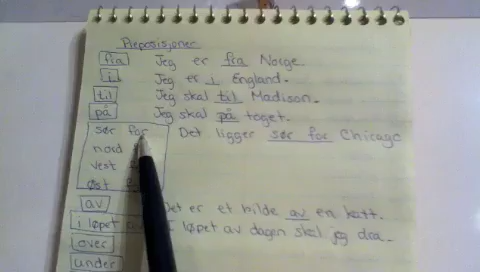 Preposisjoner
fra Jeg er fra Norge.
i Jeg er i England.
til Jeg skal til Madison.
på Jeg skal på toget.
sør for Det ligger sør for Chicago
nord
vest
øst
av Det er et bilde av en katt.
i løpet I løpet av dagen skal jeg dra.
over
under